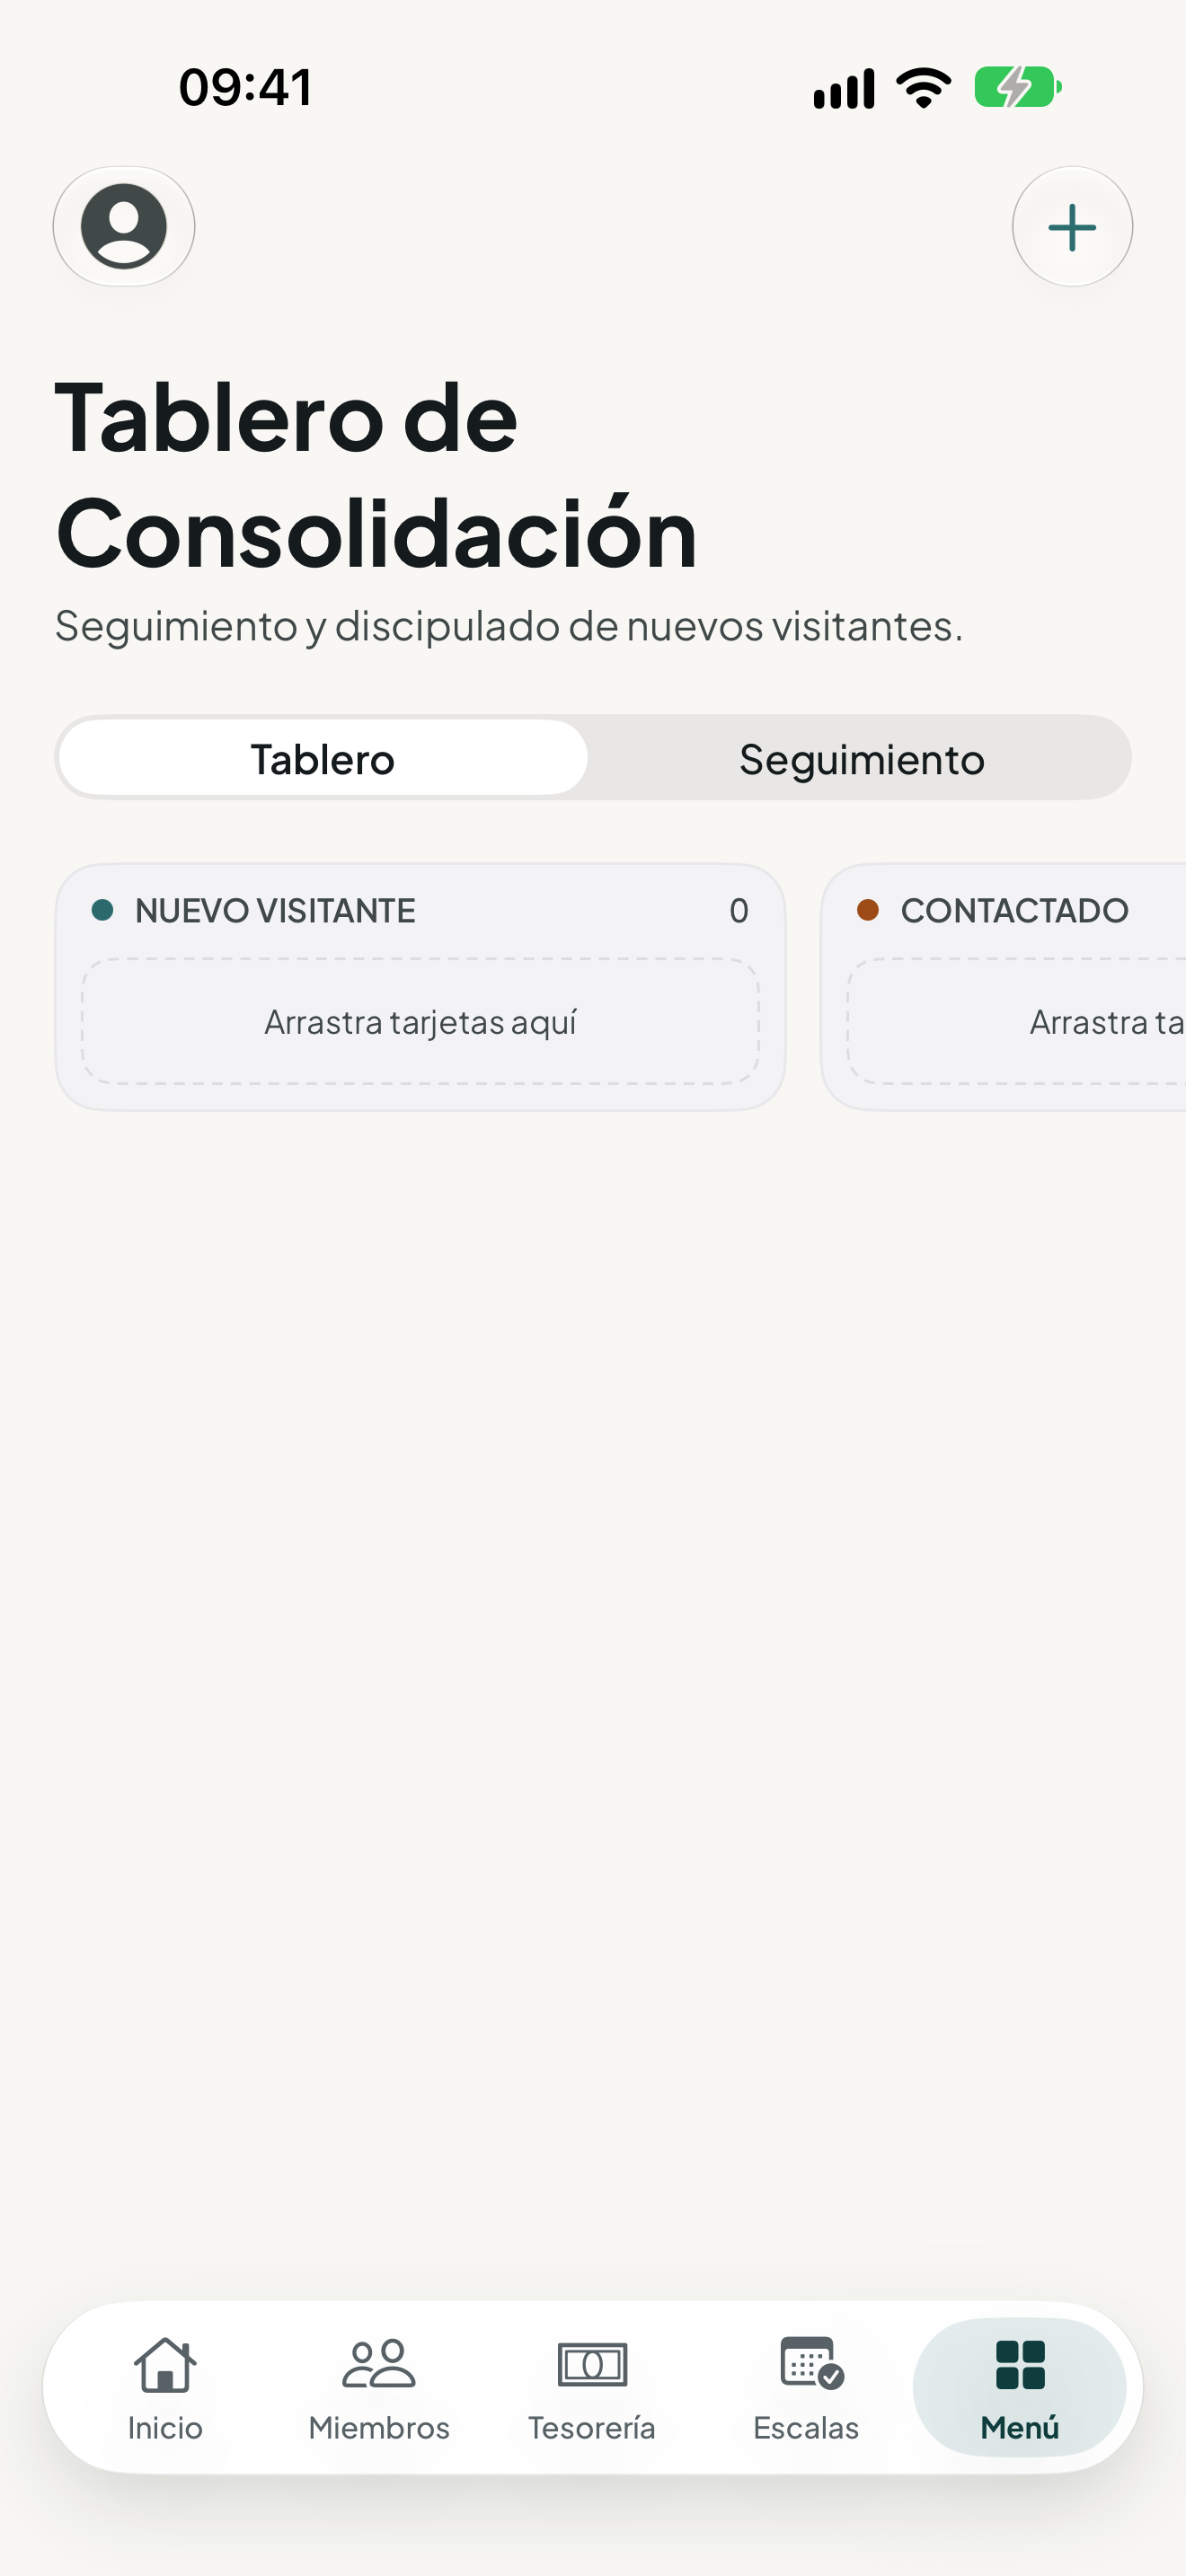 09:41
Tablero de
Consolidación
Seguimiento y discipulado de nuevos visitantes.
Tablero
Seguimiento
NUEVO VISITANTE 0
CONTACTADO
Arrastra tarjetas aquí
Arrastra ta
Inicio
Miembros
Tesorería
Escalas
Menú